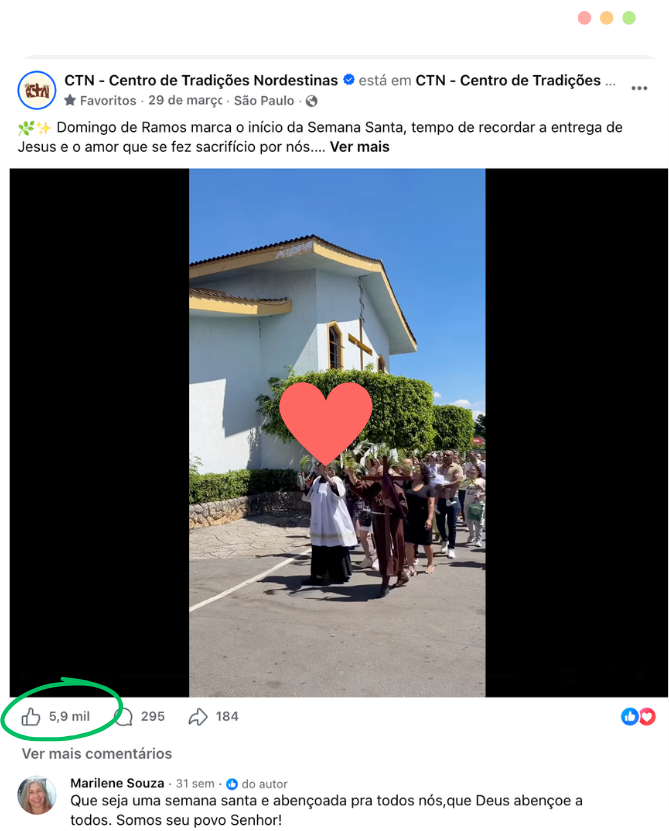 CTN
CTN - Centro de Tradições Nordestinas está em CTN - Centro de Tradições ...
Favoritos · 29 de março · São Paulo ·
Domingo de Ramos marca o início da Semana Santa, tempo de recordar a entrega de
Jesus e o amor que se fez sacrifício por nós.... Ver mais
5,9 mil 295 184
Ver mais comentários
Marilene Souza · 31 sem · do autor
Que seja uma semana santa e abençoada pra todos nós,que Deus abençoe a
todos. Somos seu povo Senhor!